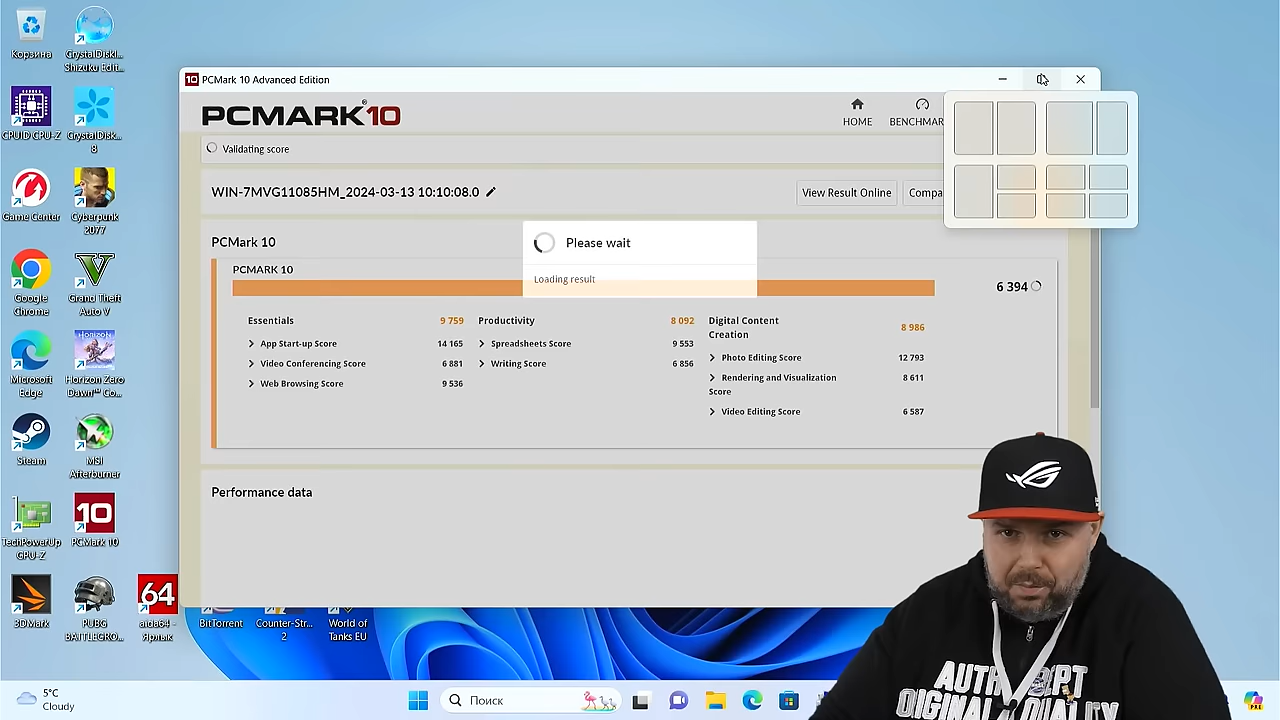 Корзина
CrystalDiskI...
Shizuku Edit...
CPUID CPU-Z
CrystalDisk...
8
Game Center
Cyberpunk
2077
Google
Chrome
Grand Theft
Auto V
Microsoft
Edge
Horizon Zero
Dawn™ Co...
Steam
MSI
Afterburner
TechPowerUp
GPU-Z
10
PCMark 10
3DMark
PUBG
BATTLEGRO...
64
aida64 -
Ярлык
BitTorrent
Counter-Str...
2
World of
Tanks EU
10 PCMark 10 Advanced Edition
PCMARK®10
HOME
BENCHMAR
Validating score
WIN-7MVG11085HM_2024-03-13 10:10:08.0
View Result Online
Compa
PCMark 10
Please wait
Loading result
PCMARK 10
6 394
Essentials 9 759
App Start-up Score 14 165
Video Conferencing Score 6 881
Web Browsing Score 9 536
Productivity 8 092
Spreadsheets Score 9 553
Writing Score 6 856
Digital Content
Creation 8 986
Photo Editing Score 12 793
Rendering and Visualization
Score 8 611
Video Editing Score 6 587
Performance data
ORIGINAL QUALITY
5°C
Cloudy
Поиск
PRE